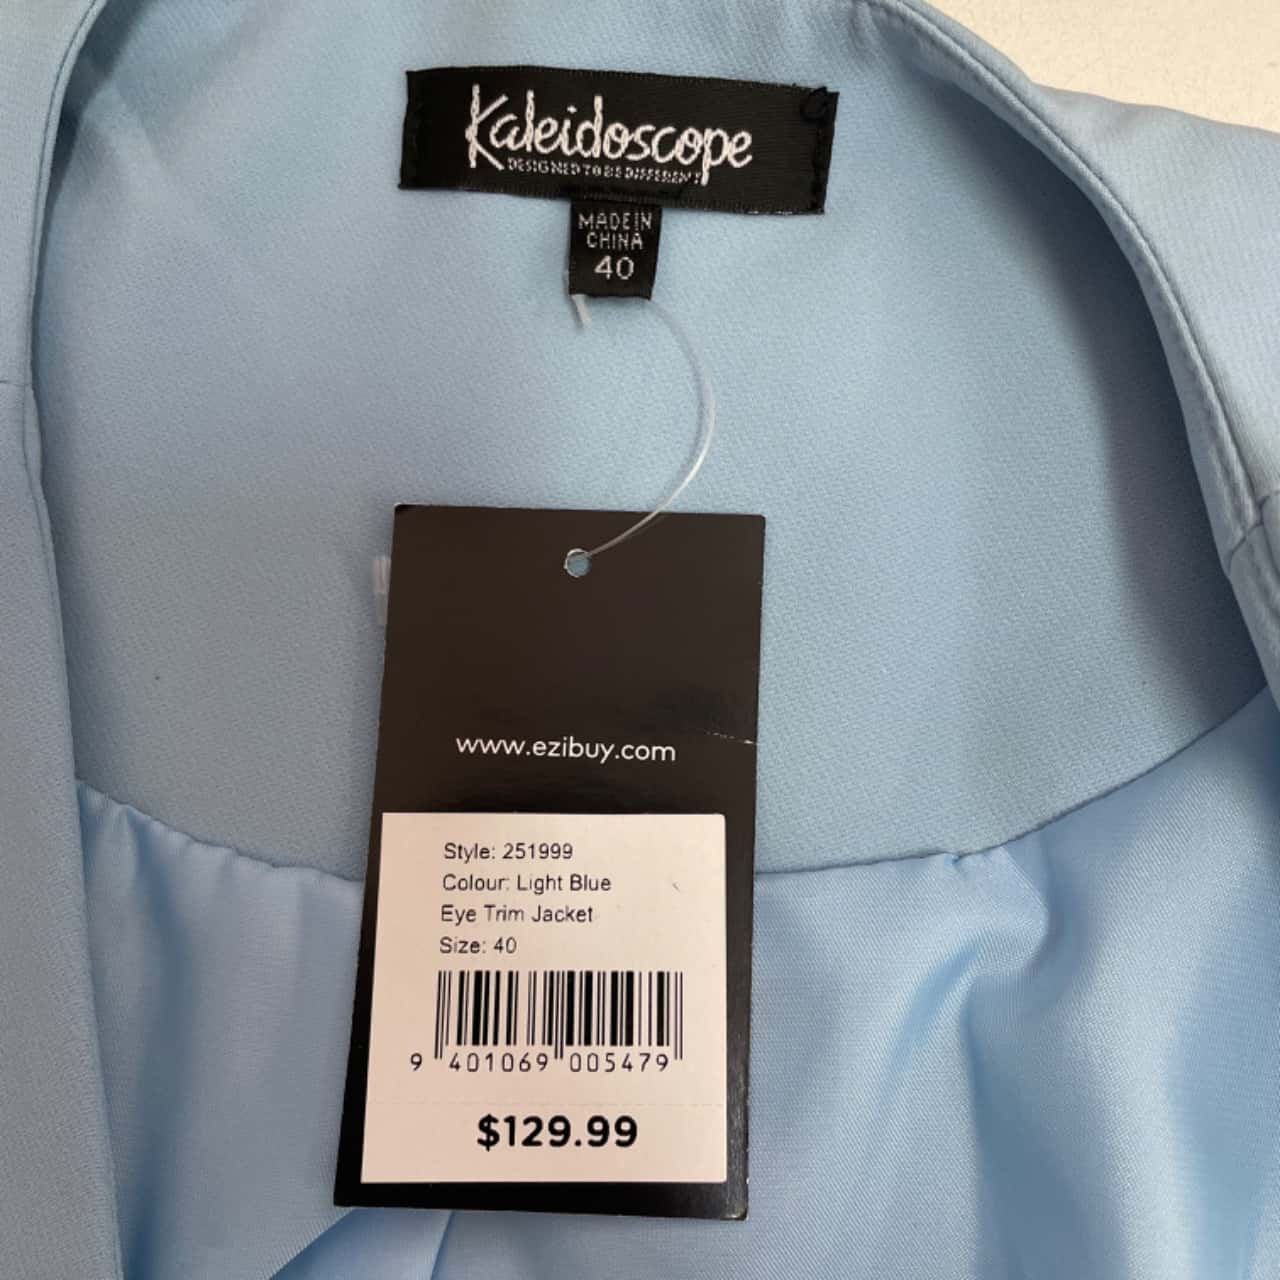 Kaleidoscope
DESIGNED TO BE DIFFERENT
MADE IN
CHINA
40
www.ezibuy.com
Style: 251999
Colour: Light Blue
Eye Trim Jacket
Size: 40
9 401069 005479
$129.99